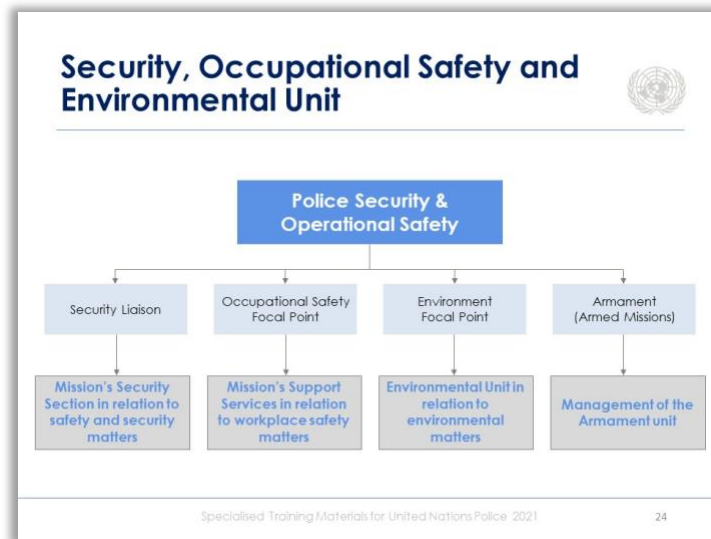 Security, Occupational Safety and
Environmental Unit
Police Security &
Operational Safety
Security Liaison
Occupational Safety
Focal Point
Environment
Focal Point
Armament
(Armed Missions)
Mission's Security
Section in relation to
safety and security
matters
Mission's Support
Services in relation
to workplace safety
matters
Environmental Unit in
relation to
environmental
matters
Management of the
Armament unit
Specialised Training Materials for United Nations Police 2021
24